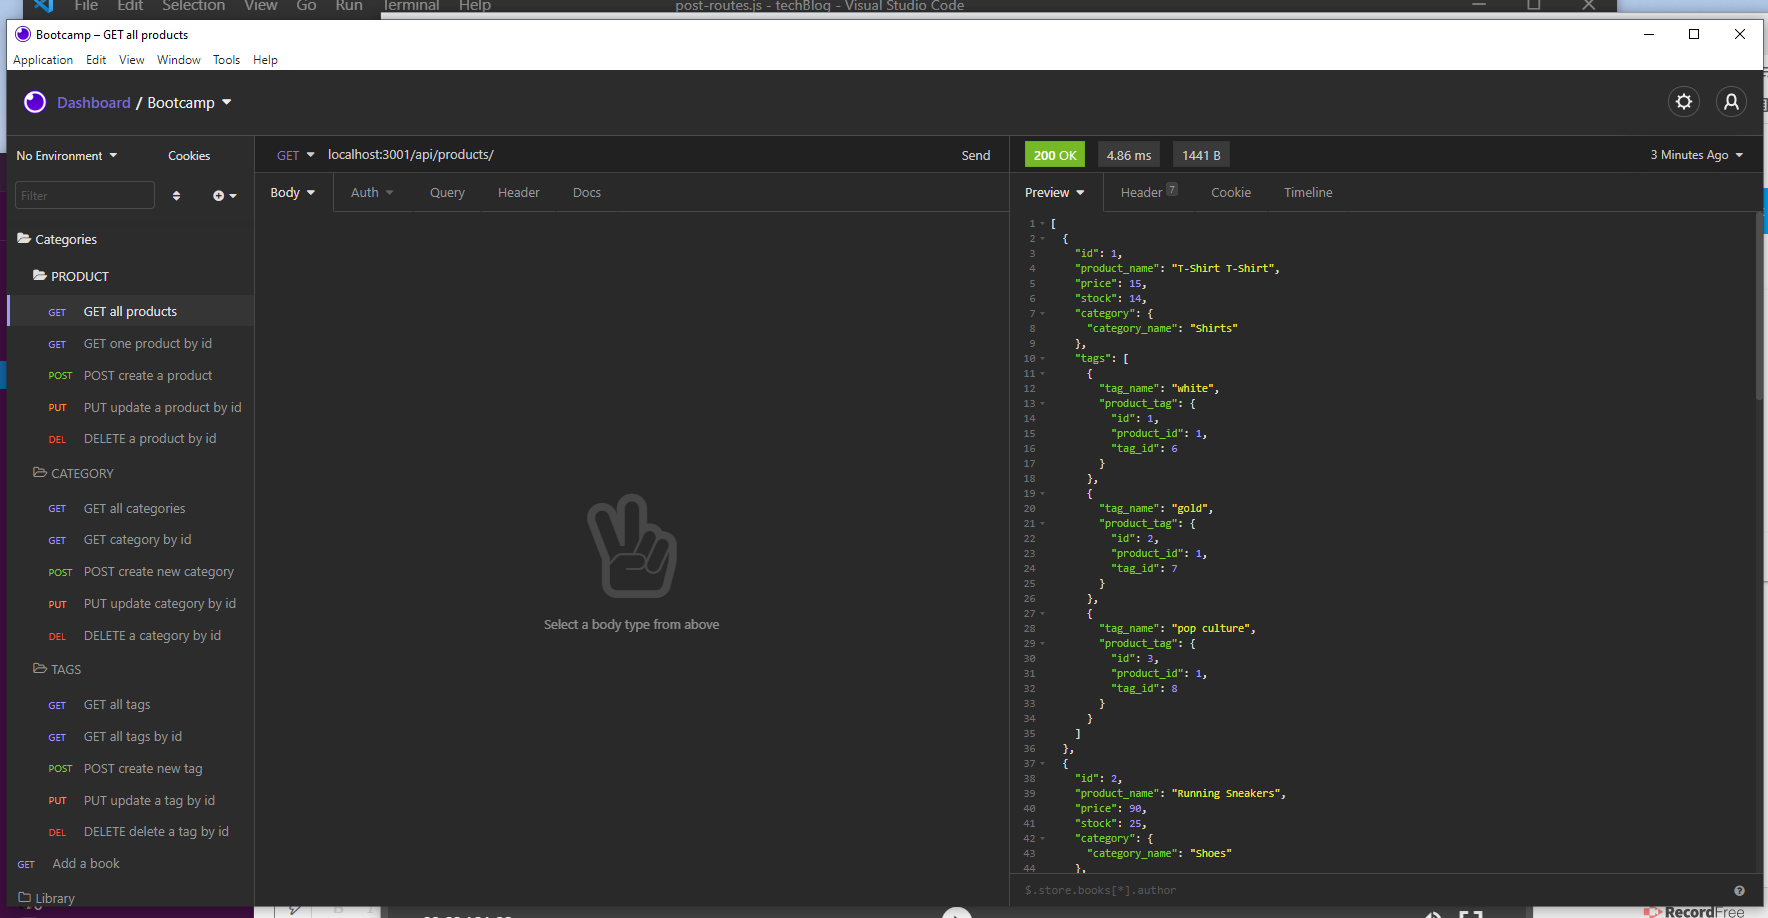 File Edit Selection View Go Run Terminal Help post-routes.js - techBlog - Visual Studio Code
Bootcamp – GET all products
Application Edit View Window Tools Help
Dashboard / Bootcamp
No Environment Cookies
Filter
Categories
PRODUCT
GET GET all products
GET GET one product by id
POST POST create a product
PUT PUT update a product by id
DEL DELETE a product by id
CATEGORY
GET GET all categories
GET GET category by id
POST POST create new category
PUT PUT update category by id
DEL DELETE a category by id
TAGS
GET GET all tags
GET GET all tags by id
POST POST create new tag
PUT PUT update a tag by id
DEL DELETE delete a tag by id
GET Add a book
Library
GET localhost:3001/api/products/ Send
Body Auth Query Header Docs
Select a body type from above
200 OK 4.86 ms 1441 B 3 Minutes Ago
Preview Header 7 Cookie Timeline
1 [
2 {
3 "id": 1,
4 "product_name": "T-Shirt T-Shirt",
5 "price": 15,
6 "stock": 14,
7 "category": {
8 "category_name": "Shirts"
9 },
10 "tags": [
11 {
12 "tag_name": "white",
13 "product_tag": {
14 "id": 1,
15 "product_id": 1,
16 "tag_id": 6
17 }
18 },
19 {
20 "tag_name": "gold",
21 "product_tag": {
22 "id": 2,
23 "product_id": 1,
24 "tag_id": 7
25 }
26 },
27 {
28 "tag_name": "pop culture",
29 "product_tag": {
30 "id": 3,
31 "product_id": 1,
32 "tag_id": 8
33 }
34 }
35 ]
36 },
37 {
38 "id": 2,
39 "product_name": "Running Sneakers",
40 "price": 90,
41 "stock": 25,
42 "category": {
43 "category_name": "Shoes"
44 },
$.store.books[*].author
RecordFree